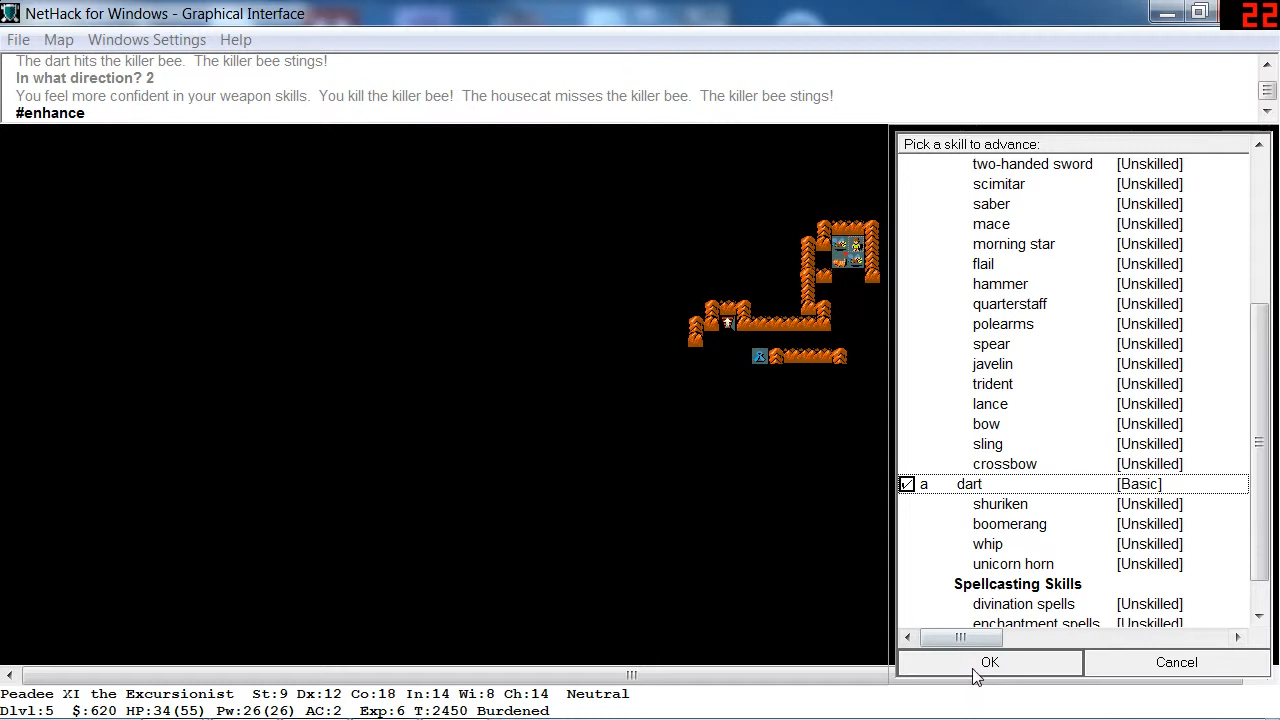 NetHack for Windows - Graphical Interface
22
File Map Windows Settings Help
The dart hits the killer bee. The killer bee stings!
In what direction? 2
You feel more confident in your weapon skills. You kill the killer bee! The housecat misses the killer bee. The killer bee stings!
#enhance
Pick a skill to advance:
two-handed sword [Unskilled]
scimitar [Unskilled]
saber [Unskilled]
mace [Unskilled]
morning star [Unskilled]
flail [Unskilled]
hammer [Unskilled]
quarterstaff [Unskilled]
polearms [Unskilled]
spear [Unskilled]
javelin [Unskilled]
trident [Unskilled]
lance [Unskilled]
bow [Unskilled]
sling [Unskilled]
crossbow [Unskilled]
a dart [Basic]
shuriken [Unskilled]
boomerang [Unskilled]
whip [Unskilled]
unicorn horn [Unskilled]
Spellcasting Skills
divination spells [Unskilled]
enchantment spells [Unskilled]
OK Cancel
Peadee XI the Excursionist St:9 Dx:12 Co:18 In:14 Wi:8 Ch:14 Neutral
Dlvl:5 $:620 HP:34(55) Pw:26(26) AC:2 Exp:6 T:2450 Burdened